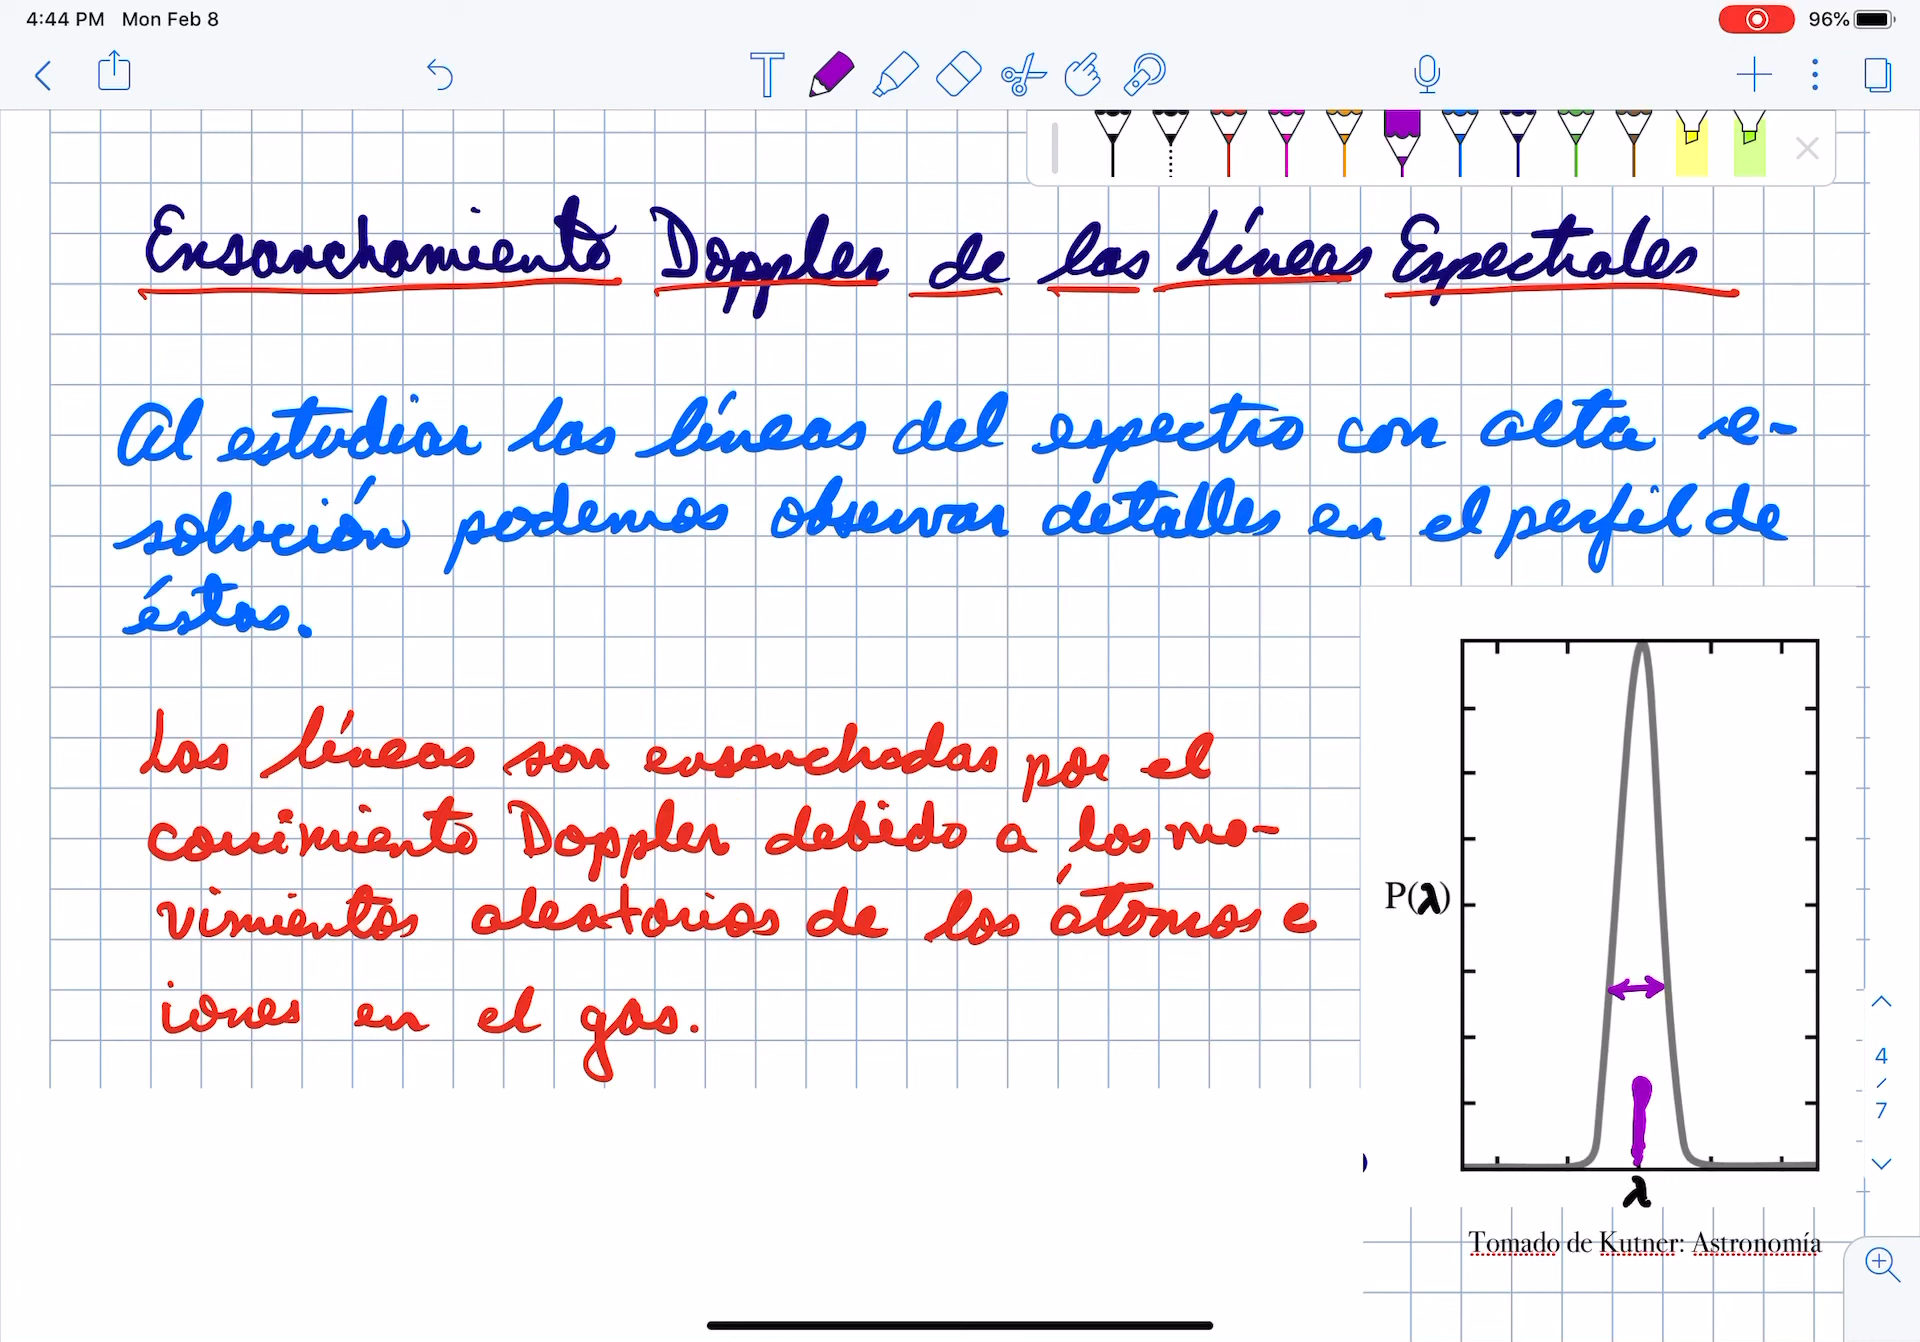 4:44 PM Mon Feb 8
96%
Ensanchamiento Doppler de las Líneas Espectrales
Al estudiar las líneas del espectro con alta re-
solución podemos observar detalles en el perfil de
éstas.
Las líneas son ensanchadas por el
corrimiento Doppler debido a los mo-
vimientos aleatorios de los átomos e
iones en el gas.
P(λ)
λ
Tomado de Kutner: Astronomía
4
/
7